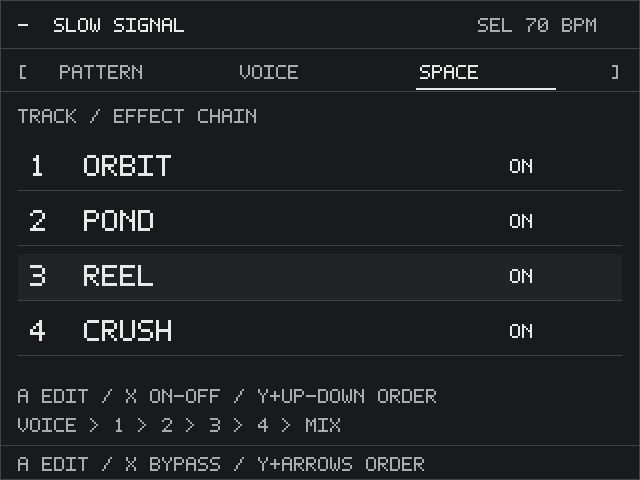 — SLOW SIGNAL SEL 70 BPM
[ PATTERN VOICE SPACE ]
TRACK / EFFECT CHAIN
1 ORBIT ON
2 POND ON
3 REEL ON
4 CRUSH ON
A EDIT / X ON-OFF / Y+UP-DOWN ORDER
VOICE > 1 > 2 > 3 > 4 > MIX
A EDIT / X BYPASS / Y+ARROWS ORDER